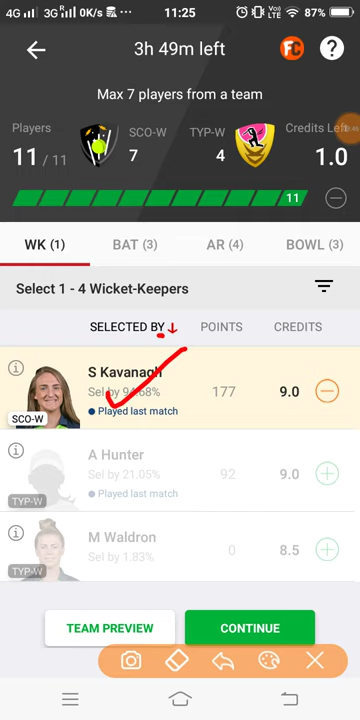 4G 3G R 0K/s ... 11:25 Vo) LTE 87%
3h 49m left FC ?
Max 7 players from a team
Players SCO-W TYP-W Credits Left
11 / 11 7 4 1.0
11
WK (1) BAT (3) AR (4) BOWL (3)
Select 1 - 4 Wicket-Keepers
SELECTED BY POINTS CREDITS
S Kavanagh
Sel by 94.68% 177 9.0
Played last match
SCO-W
A Hunter
Sel by 21.05% 92 9.0
Played last match
TYP-W
M Waldron
Sel by 1.83% 0 8.5
TYP-W
TEAM PREVIEW CONTINUE